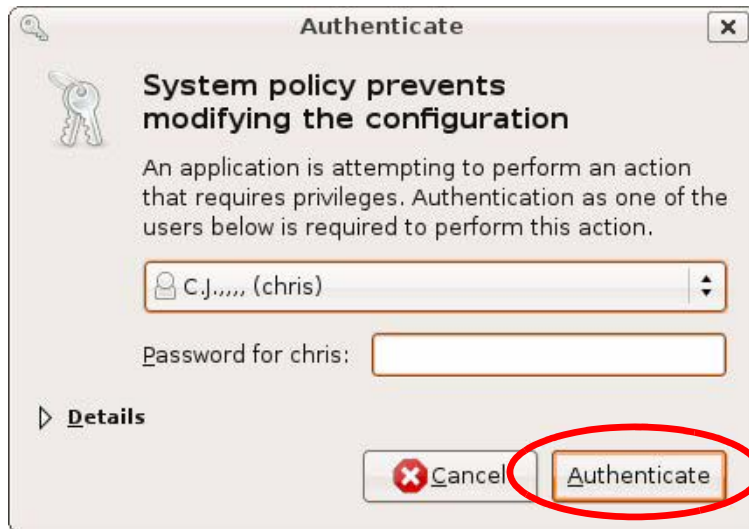 Authenticate
System policy prevents
modifying the configuration
An application is attempting to perform an action
that requires privileges. Authentication as one of the
users below is required to perform this action.
C.J.,,,, (chris)
Password for chris:
Details
Cancel Authenticate